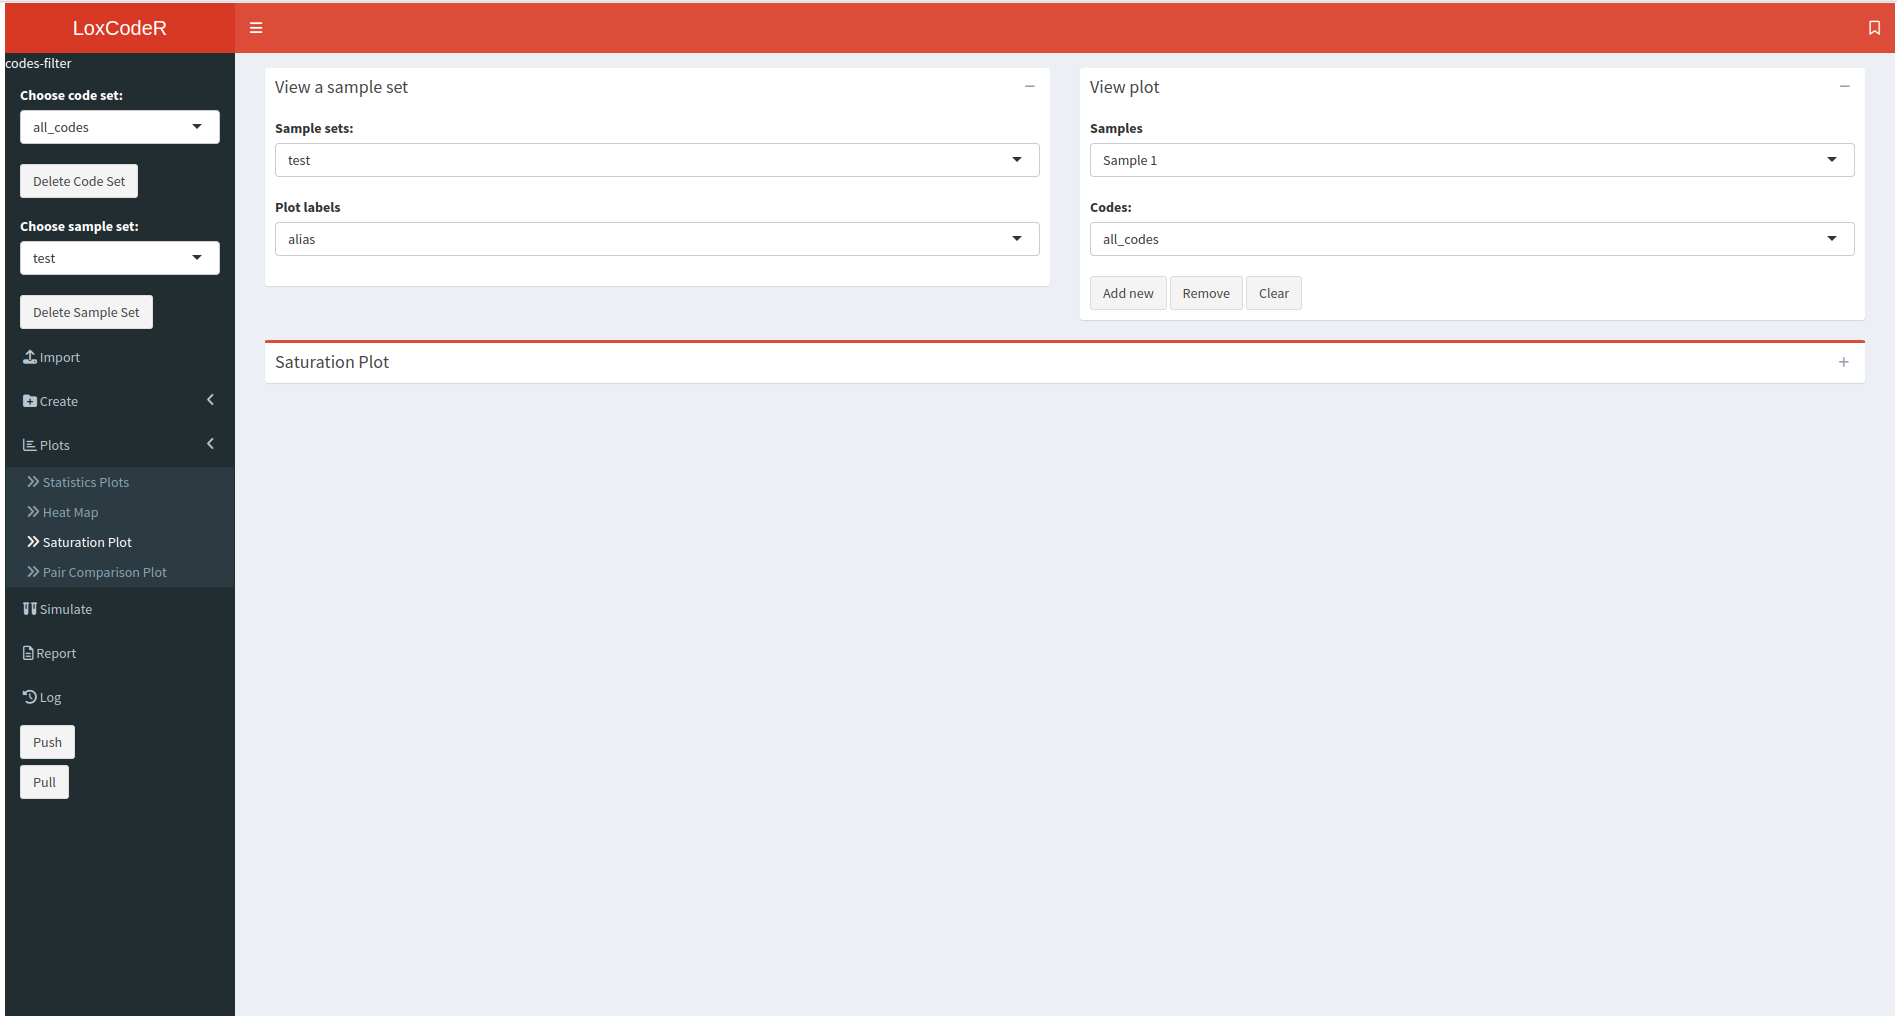 LoxCodeR
codes-filter
Choose code set:
all_codes
Delete Code Set
Choose sample set:
test
Delete Sample Set
Import
Create
Plots
Statistics Plots
Heat Map
Saturation Plot
Pair Comparison Plot
Simulate
Report
Log
Push
Pull
View a sample set
Sample sets:
test
Plot labels
alias
View plot
Samples
Sample 1
Codes:
all_codes
Add new Remove Clear
Saturation Plot